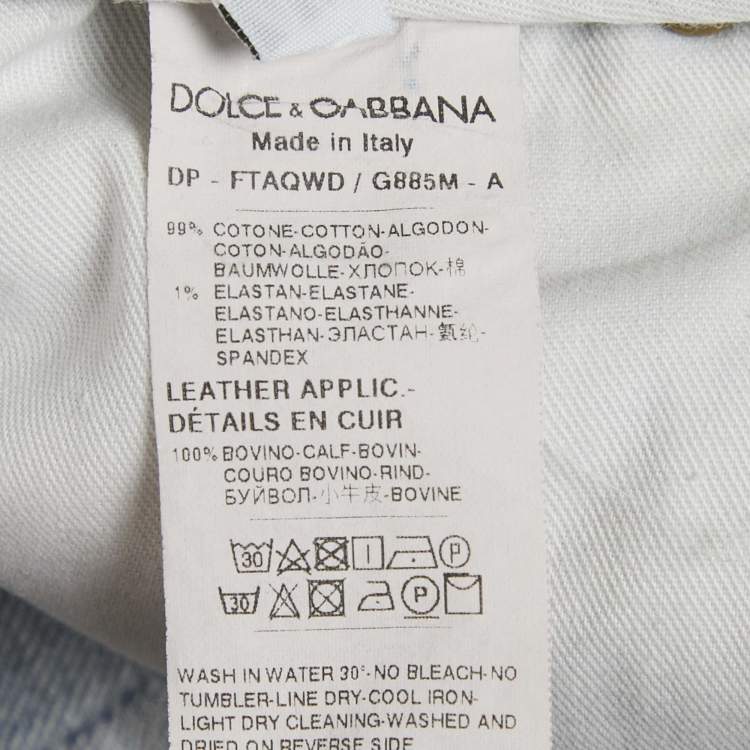 DOLCE & GABBANA
Made in Italy
DP - FTAQWD / G885M - A
99% COTONE-COTTON-ALGODON-
COTON-ALGODÃO-
BAUMWOLLE-ХЛОПОК-棉
1% ELASTAN-ELASTANE-
ELASTANO-ELASTHANNE-
ELASTHAN-ЭЛАСТАН-氨纶-
SPANDEX
LEATHER APPLIC.-
DÉTAILS EN CUIR
100% BOVINO-CALF-BOVIN-
COURO BOVINO-RIND-
БУЙВОЛ-小牛皮-BOVINE
30 P
30 P
WASH IN WATER 30°-NO BLEACH-NO
TUMBLER-LINE DRY-COOL IRON-
LIGHT DRY CLEANING-WASHED AND
DRIED ON REVERSE SIDE